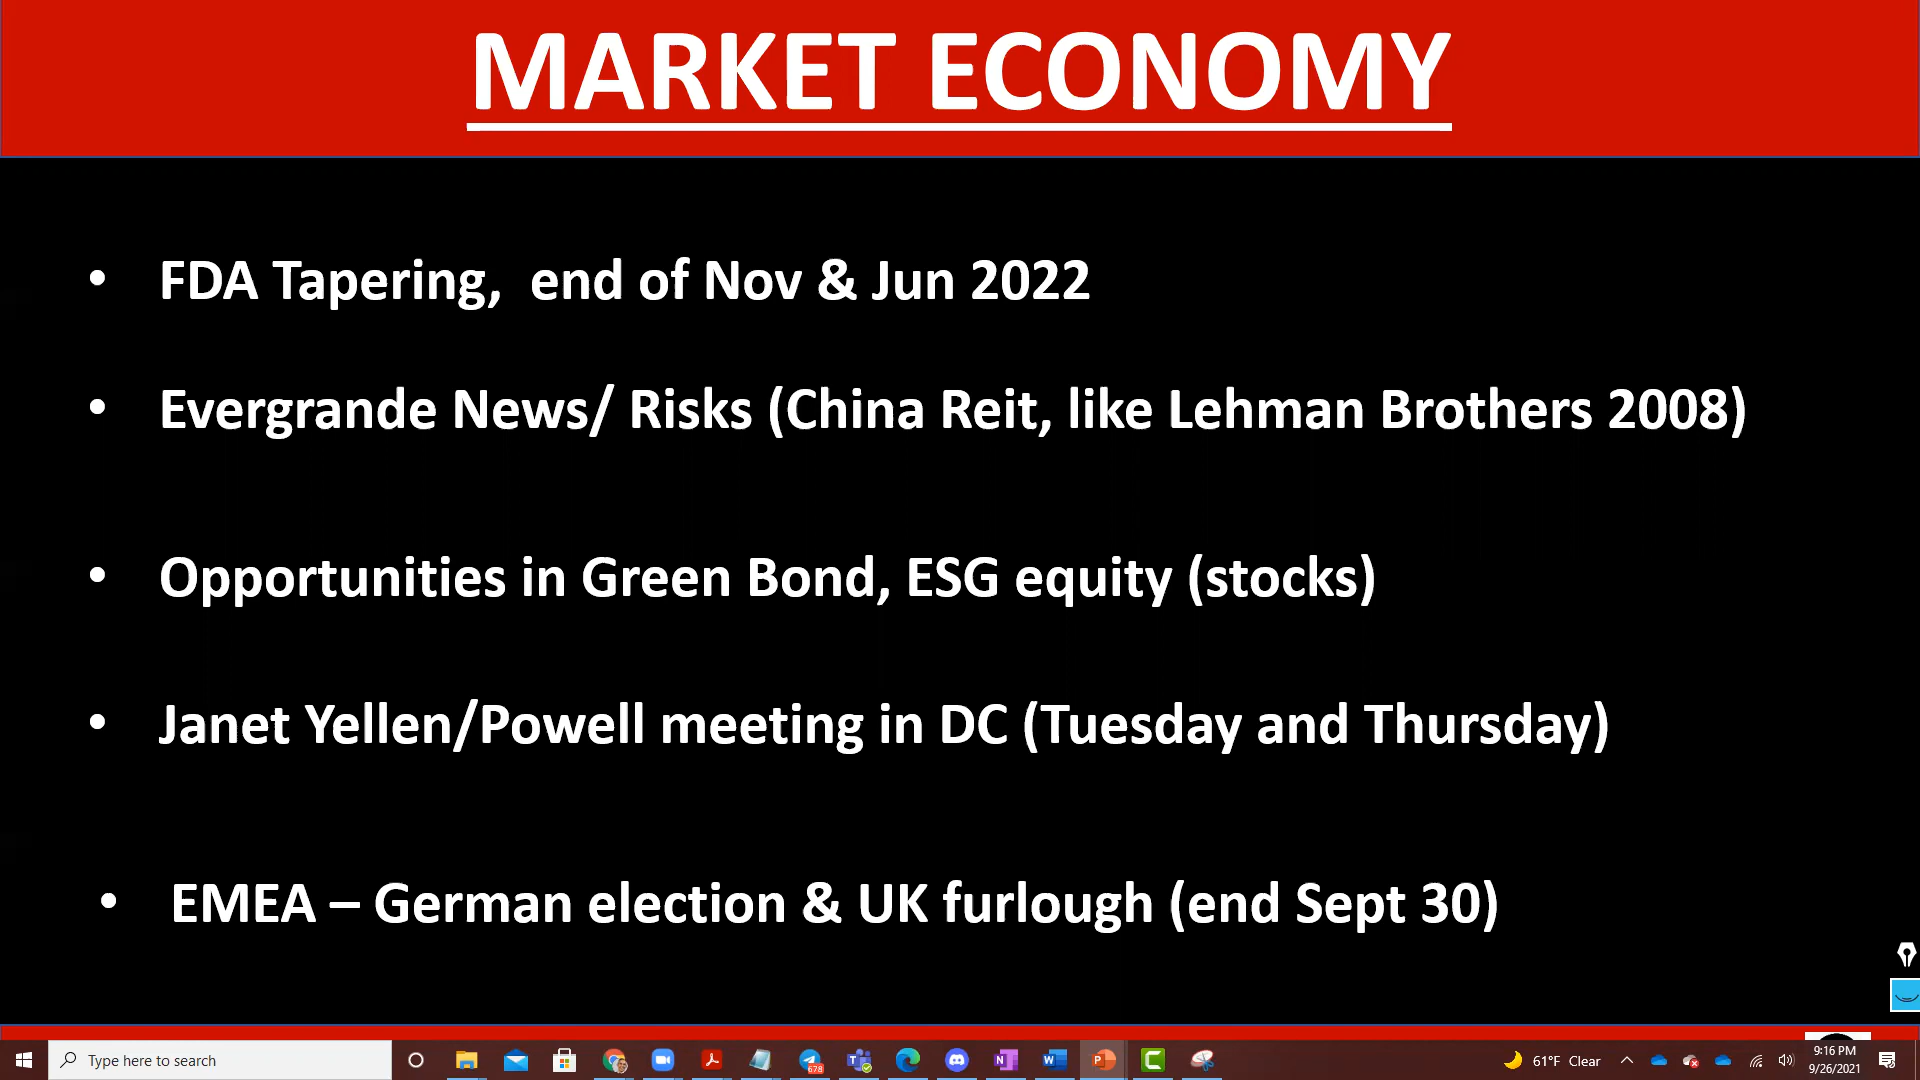 MARKET ECONOMY
• FDA Tapering,  end of Nov & Jun 2022
• Evergrande News/ Risks (China Reit, like Lehman Brothers 2008)
• Opportunities in Green Bond, ESG equity (stocks)
• Janet Yellen/Powell meeting in DC (Tuesday and Thursday)
• EMEA – German election & UK furlough (end Sept 30)
Type here to search
678
61°F Clear
9:16 PM
9/26/2021